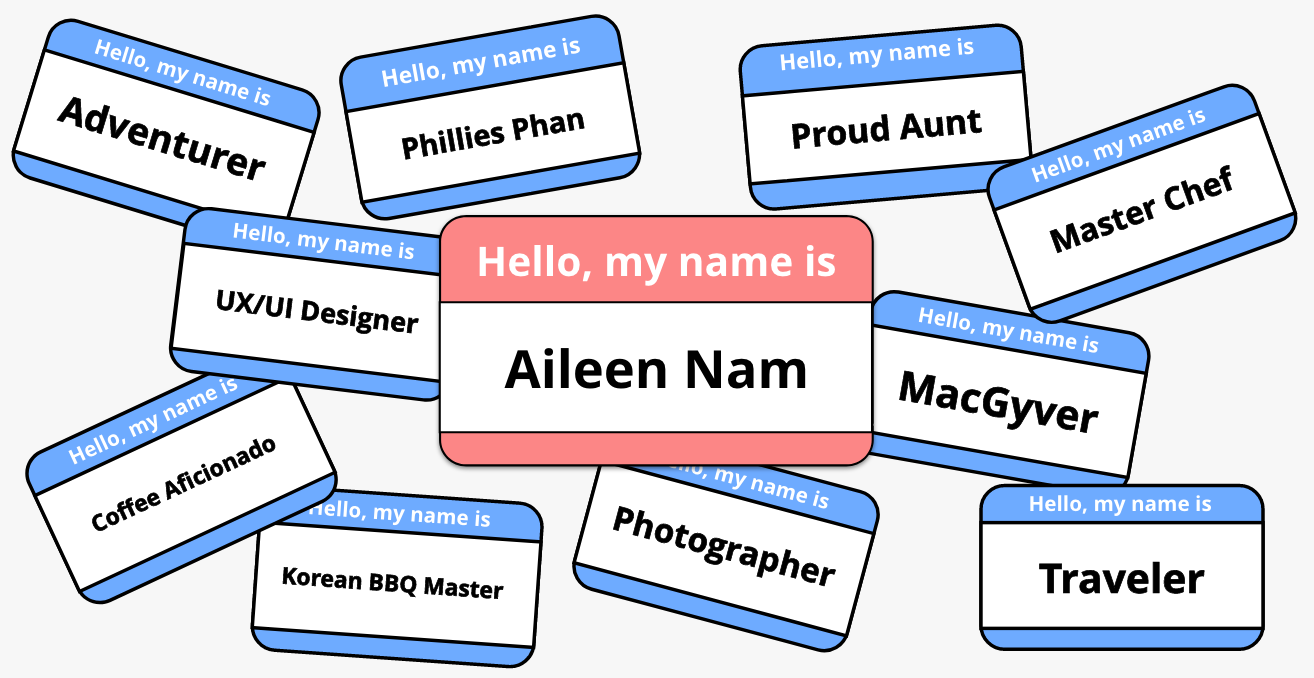 Hello, my name is
Adventurer
Hello, my name is
Phillies Phan
Hello, my name is
Proud Aunt
Hello, my name is
Master Chef
Hello, my name is
UX/UI Designer
Hello, my name is
Aileen Nam
Hello, my name is
MacGyver
Hello, my name is
Coffee Aficionado
Hello, my name is
Korean BBQ Master
Hello, my name is
Photographer
Hello, my name is
Traveler